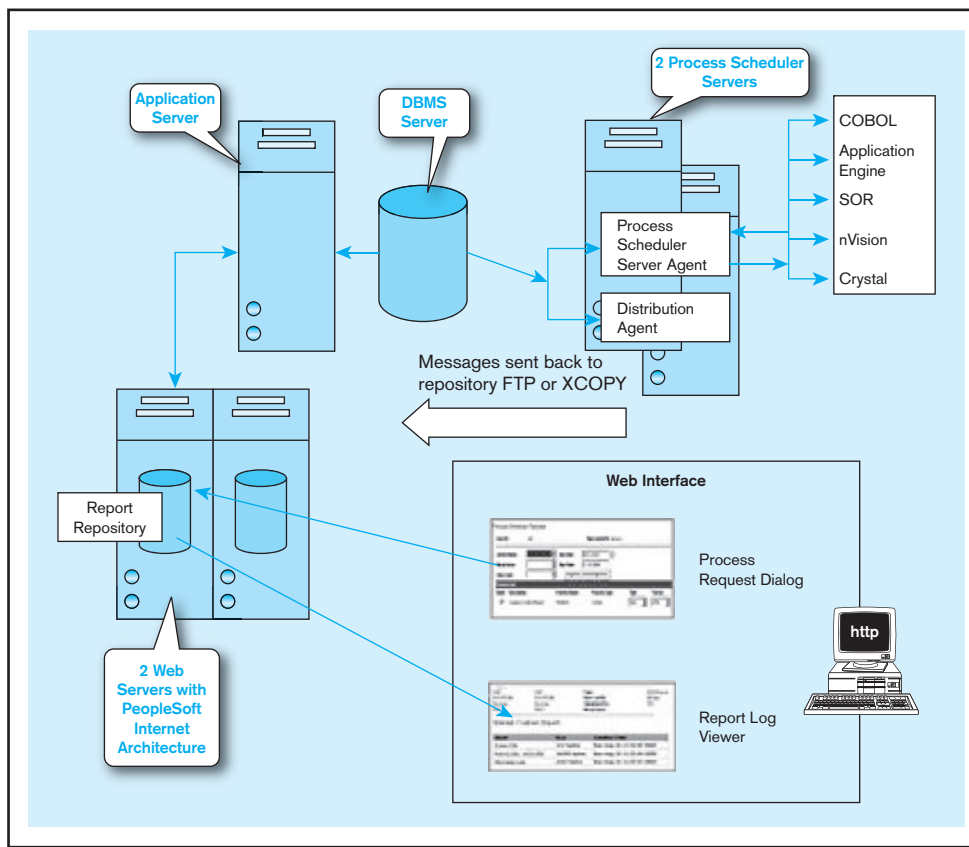 Application
Server
DBMS
Server
2 Process Scheduler
Servers
COBOL
Application
Engine
SOR
nVision
Crystal
Process
Scheduler
Server Agent
Distribution
Agent
Messages sent back to
repository FTP or XCOPY
Report
Repository
2 Web
Servers with
PeopleSoft
Internet
Architecture
Web Interface
Process
Request Dialog
http
Report Log
Viewer